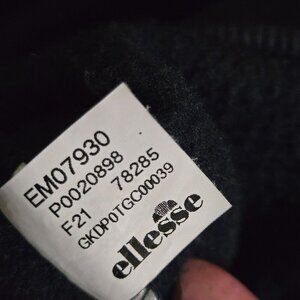 EM07930
P0020898
F21 78285
GKDP0TGC00039
ellesse